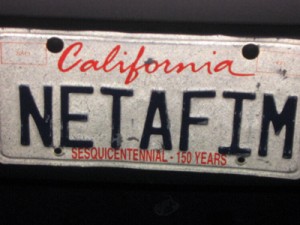 California
NETAFIM
SESQUICENTENNIAL - 150 YEARS